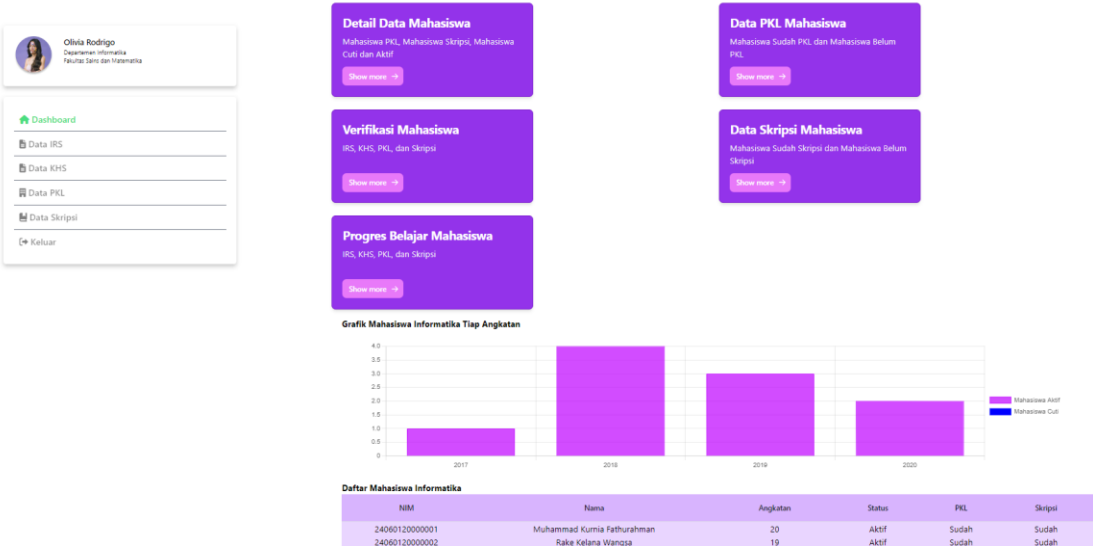 Olivia Rodrigo
Departemen Informatika
Fakultas Sains dan Matematika
Dashboard
Data IRS
Data KHS
Data PKL
Data Skripsi
Keluar
Detail Data Mahasiswa
Mahasiswa PKL, Mahasiswa Skripsi, Mahasiswa
Cuti dan Aktif
Show more →
Data PKL Mahasiswa
Mahasiswa Sudah PKL dan Mahasiswa Belum
PKL
Show more →
Verifikasi Mahasiswa
IRS, KHS, PKL, dan Skripsi
Show more →
Data Skripsi Mahasiswa
Mahasiswa Sudah Skripsi dan Mahasiswa Belum
Skripsi
Show more →
Progres Belajar Mahasiswa
IRS, KHS, PKL, dan Skripsi
Show more →
Grafik Mahasiswa Informatika Tiap Angkatan
4.0
3.5
3.0
2.5
2.0
1.5
1.0
0.5
0
2017 2018 2019 2020
Mahasiswa Aktif
Mahasiswa Cuti
Daftar Mahasiswa Informatika
NIM Nama Angkatan Status PKL Skripsi
24060120000001 Muhammad Kurnia Fathurahman 20 Aktif Sudah Sudah
24060120000002 Rake Kelana Wangsa 19 Aktif Sudah Sudah